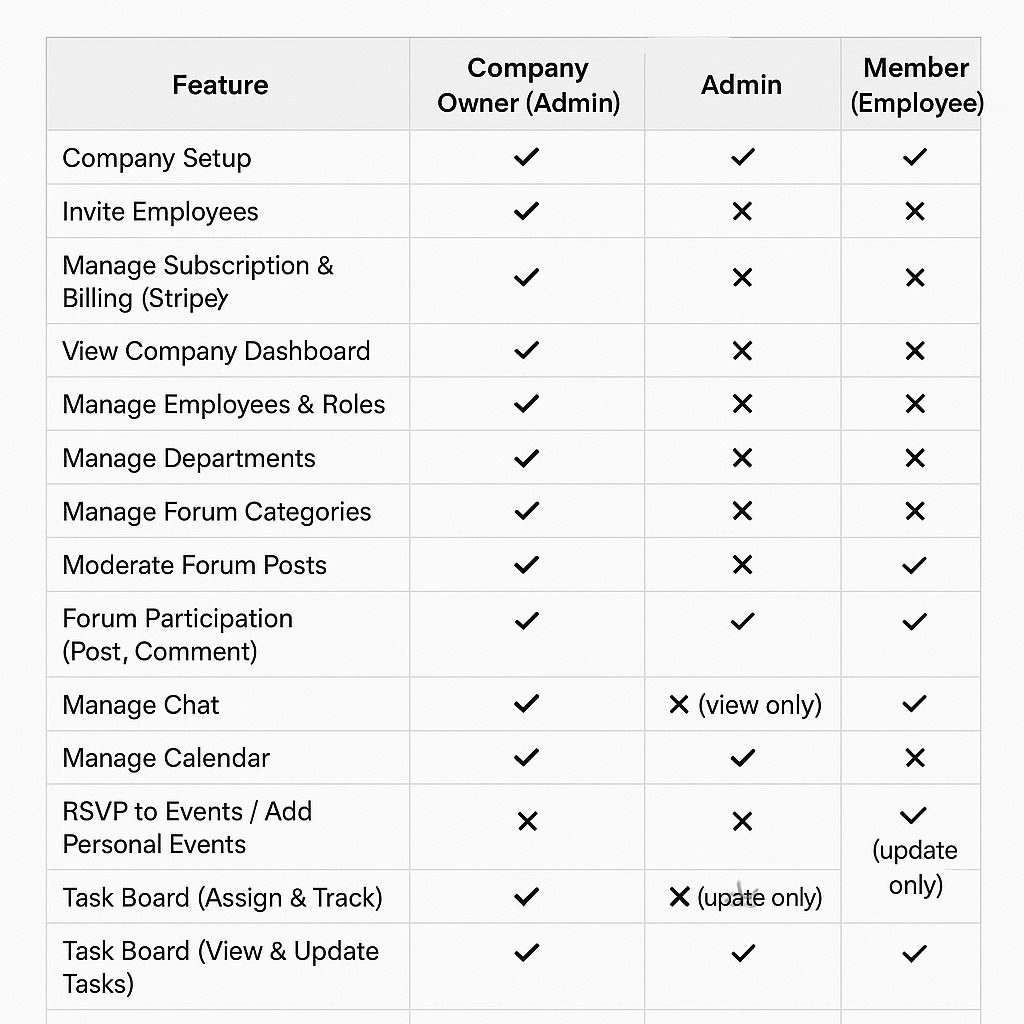 Feature Company Owner (Admin) Admin Member (Employee)
Company Setup ✓ ✓ ✓
Invite Employees ✓ ✕ ✕
Manage Subscription &
Billing (Stripe) ✓ ✕ ✕
View Company Dashboard ✓ ✕ ✕
Manage Employees & Roles ✓ ✕ ✕
Manage Departments ✓ ✕ ✕
Manage Forum Categories ✓ ✕ ✕
Moderate Forum Posts ✓ ✕ ✓
Forum Participation
(Post, Comment) ✓ ✓ ✓
Manage Chat ✓ ✕ (view only) ✓
Manage Calendar ✓ ✓ ✕
RSVP to Events / Add
Personal Events ✕ ✕ ✓
(update
only)
Task Board (Assign & Track) ✓ ✕ (upate only)
Task Board (View & Update
Tasks) ✓ ✓ ✓